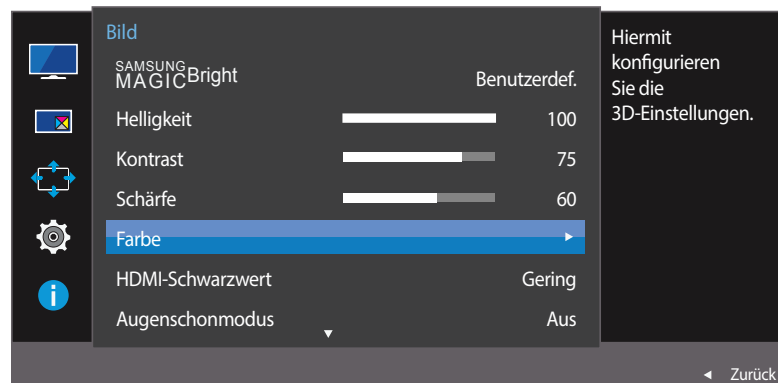 Bild
SAMSUNG
MAGICBright Benutzerdef.
Helligkeit 100
Kontrast 75
Schärfe 60
Farbe
HDMI-Schwarzwert Gering
Augenschonmodus Aus
Hiermit
konfigurieren
Sie die
3D-Einstellungen.
Zurück